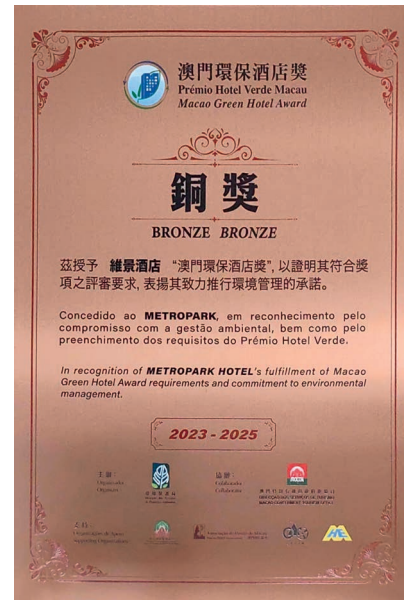 澳門環保酒店獎
Prémio Hotel Verde Macau
Macao Green Hotel Award
銅獎
BRONZE BRONZE
茲授予 維景酒店 “澳門環保酒店獎”, 以證明其符合獎
項之評審要求, 表揚其致力推行環境管理的承諾。
Concedido ao METROPARK, em reconhecimento pelo
compromisso com a gestão ambiental, bem como pelo
preenchimento dos requisitos do Prémio Hotel Verde.
In recognition of METROPARK HOTEL's fulfillment of Macao
Green Hotel Award requirements and commitment to environmental
management.
2023 - 2025
主辦:
Organizador
Organizer
協辦:
Colaborador
Collaborator
支持:
Supporting Organizations